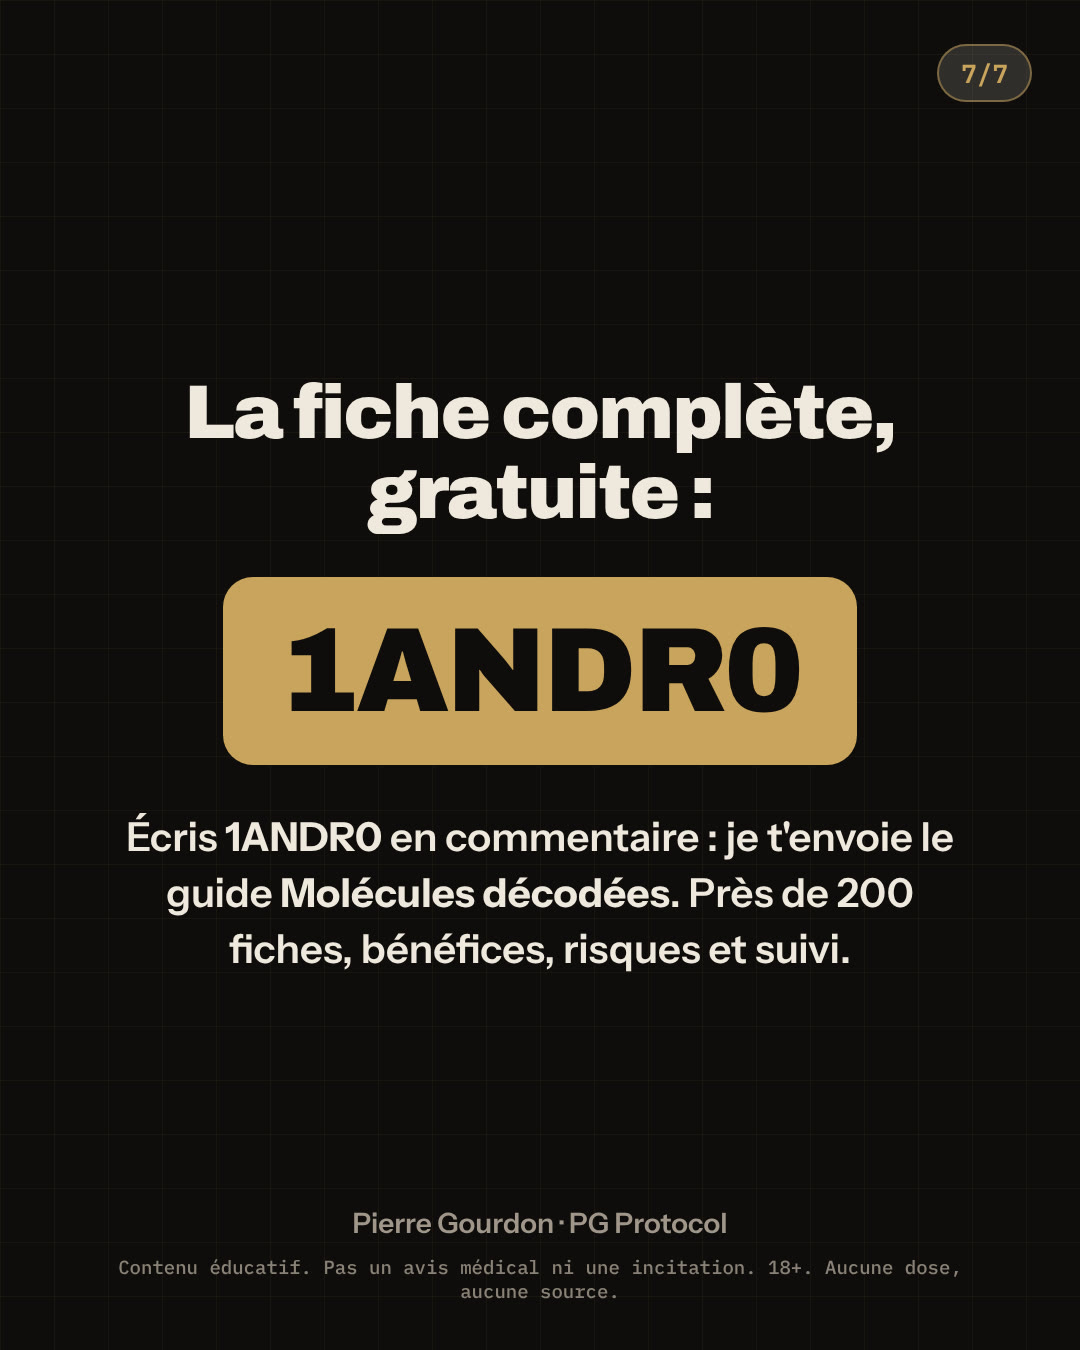 7/7
La fiche complète,
gratuite :
1ANDR0
Écris 1ANDR0 en commentaire : je t'envoie le
guide Molécules décodées. Près de 200
fiches, bénéfices, risques et suivi.
Pierre Gourdon · PG Protocol
Contenu éducatif. Pas un avis médical ni une incitation. 18+. Aucune dose,
aucune source.